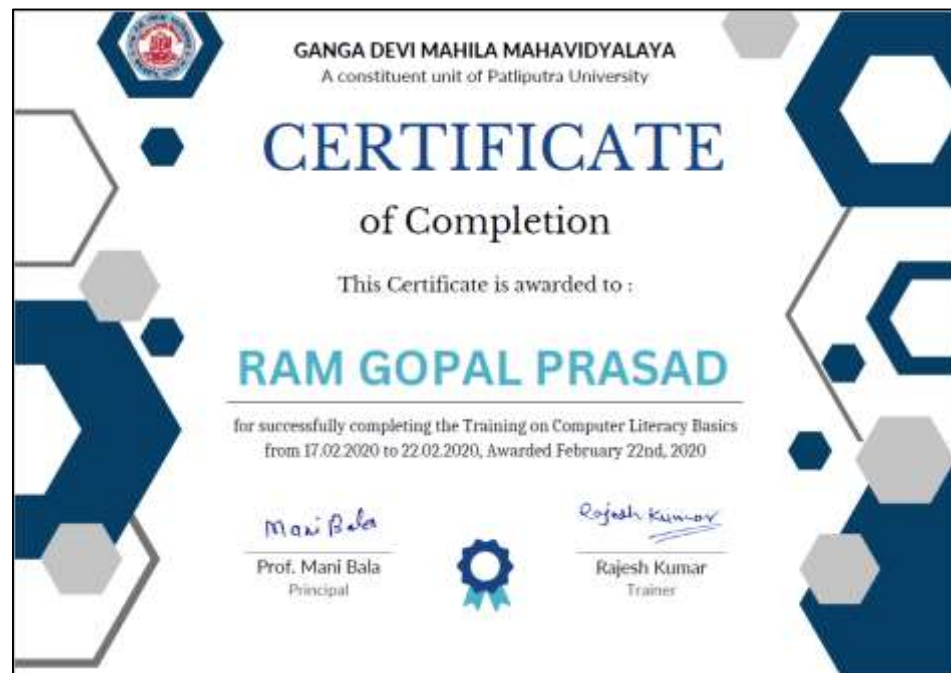 GANGA DEVI MAHILA MAHAVIDYALAYA
A constituent unit of Patliputra University
CERTIFICATE
of Completion
This Certificate is awarded to :
RAM GOPAL PRASAD
for successfully completing the Training on Computer Literacy Basics
from 17.02.2020 to 22.02.2020, Awarded February 22nd, 2020
Mani Bala
Rajesh Kumar
Prof. Mani Bala
Principal
Rajesh Kumar
Trainer